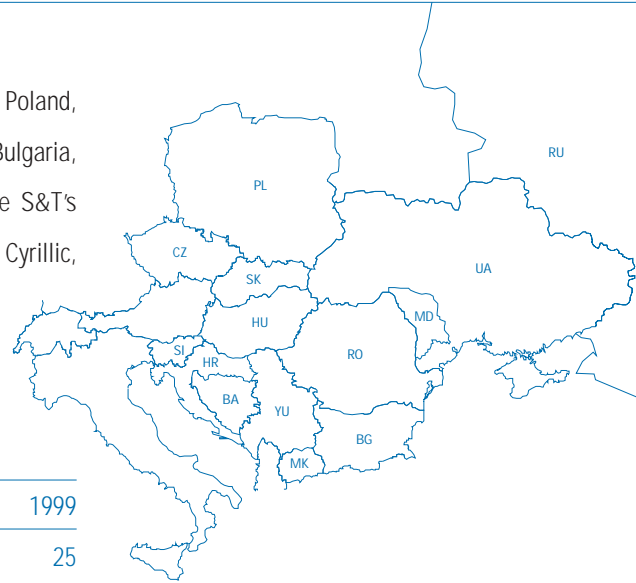 Poland,
Bulgaria,
e S&T's
Cyrillic,
RU
PL
CZ
UA
SK
MD
HU
RO
SI
HR
BA
YU
BG
MK
1999
25